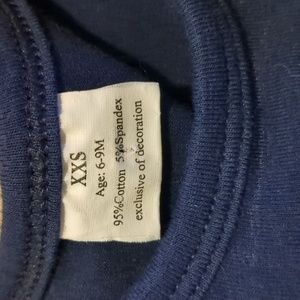 XXS
Age: 6-9M
95%Cotton 5%Spandex
exclusive of decoration